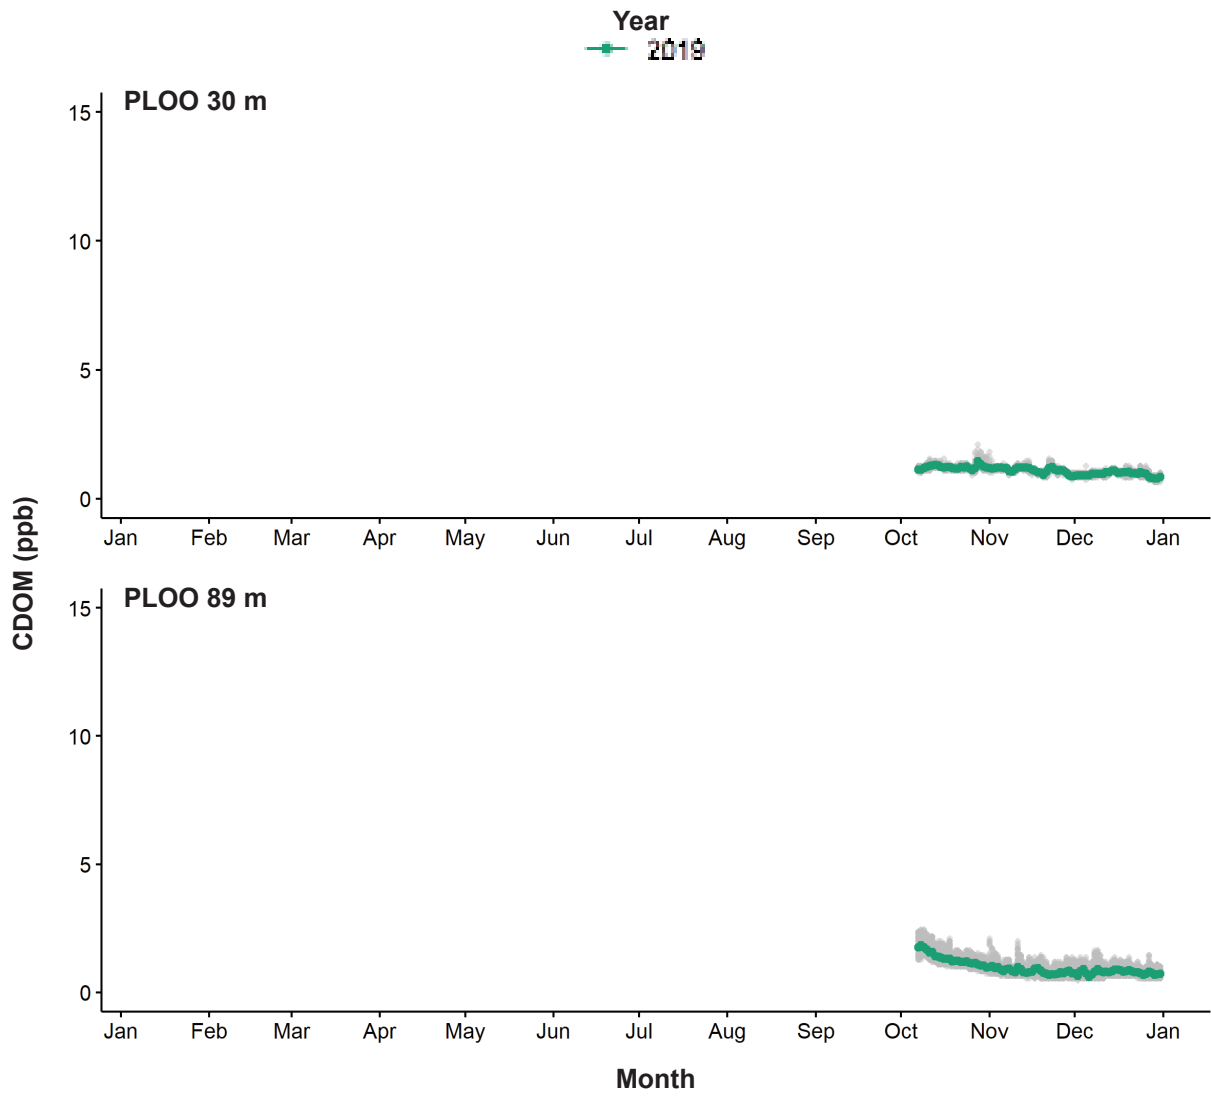 Year
2019
PLOO 30 m
15
10
5
0
Jan Feb Mar Apr May Jun Jul Aug Sep Oct Nov Dec Jan
CDOM (ppb)
PLOO 89 m
15
10
5
0
Jan Feb Mar Apr May Jun Jul Aug Sep Oct Nov Dec Jan
Month